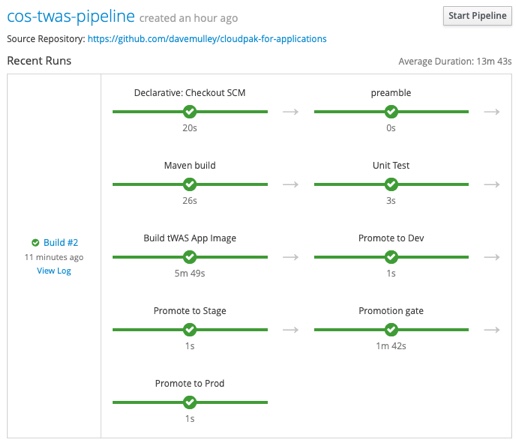 cos-twas-pipeline created an hour ago
Start Pipeline
Source Repository: https://github.com/davemulley/cloudpak-for-applications
Recent Runs
Average Duration: 13m 43s
Build #2
11 minutes ago
View Log
Declarative: Checkout SCM
20s
preamble
0s
Maven build
26s
Unit Test
3s
Build tWAS App Image
5m 49s
Promote to Dev
1s
Promote to Stage
1s
Promotion gate
1m 42s
Promote to Prod
1s